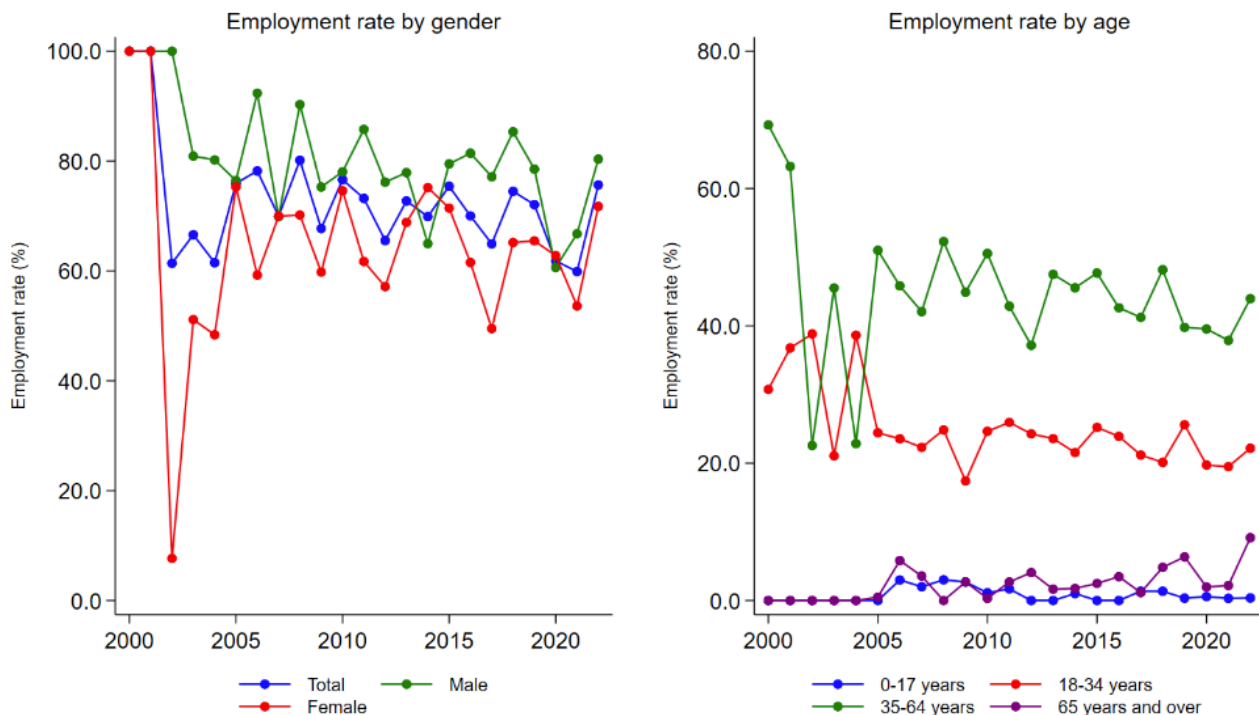 Employment rate by gender
Employment rate (%)
100.0
80.0
60.0
40.0
20.0
0.0
2000 2005 2010 2015 2020
Total Male
Female
Employment rate by age
Employment rate (%)
80.0
60.0
40.0
20.0
0.0
2000 2005 2010 2015 2020
0-17 years 18-34 years
35-64 years 65 years and over